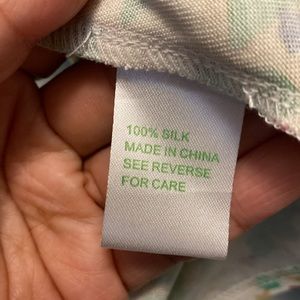 100% SILK
MADE IN CHINA
SEE REVERSE
FOR CARE